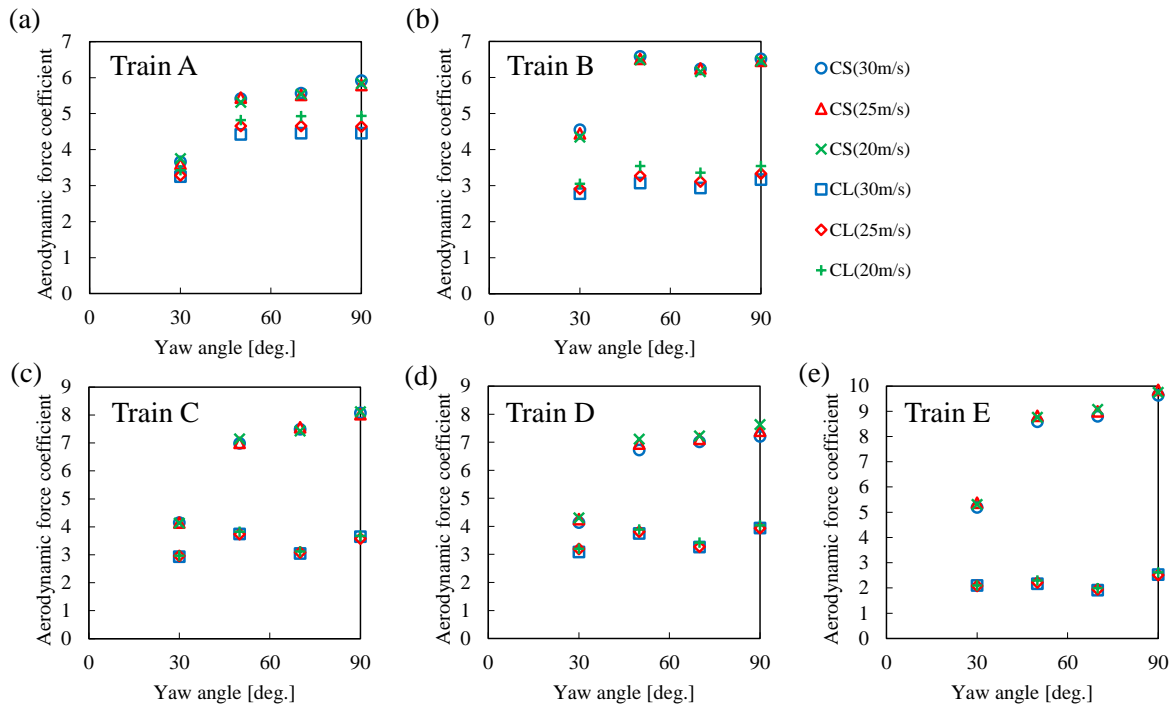 (a)
Train A
Aerodynamic force coefficient
7
6
5
4
3
2
1
0
0 30 60 90
Yaw angle [deg.]
(b)
Train B
Aerodynamic force coefficient
7
6
5
4
3
2
1
0
0 30 60 90
Yaw angle [deg.]
CS(30m/s)
CS(25m/s)
CS(20m/s)
CL(30m/s)
CL(25m/s)
CL(20m/s)
(c)
Train C
Aerodynamic force coefficient
9
8
7
6
5
4
3
2
1
0
0 30 60 90
Yaw angle [deg.]
(d)
Train D
Aerodynamic force coefficient
9
8
7
6
5
4
3
2
1
0
0 30 60 90
Yaw angle [deg.]
(e)
Train E
Aerodynamic force coefficient
10
9
8
7
6
5
4
3
2
1
0
0 30 60 90
Yaw angle [deg.]